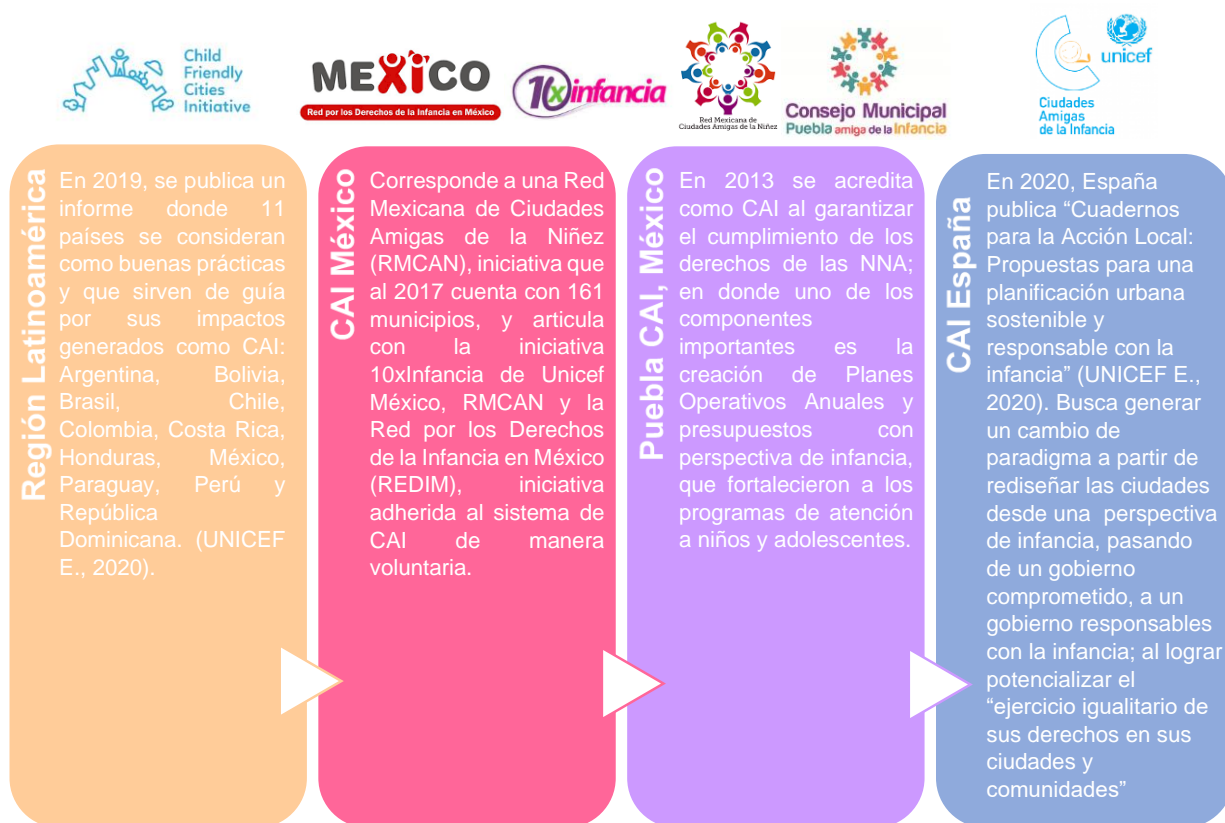 Child
Friendly
Cities
Initiative
MEXICO
Red por los Derechos de la Infancia en México
10xinfancia
Red Mexicana de
Ciudades Amigas de la Niñez
Consejo Municipal
Puebla amiga de la Infancia
unicef
Ciudades
Amigas
de la Infancia
Región Latinoamérica
En 2019, se publica un
informe donde 11
países se consideran
como buenas prácticas
y que sirven de guía
por sus impactos
generados como CAI:
Argentina, Bolivia,
Brasil, Chile,
Colombia, Costa Rica,
Honduras, México,
Paraguay, Perú y
República
Dominicana. (UNICEF
E., 2020).
CAI México
Corresponde a una Red
Mexicana de Ciudades
Amigas de la Niñez
(RMCAN), iniciativa que
al 2017 cuenta con 161
municipios, y articula
con la iniciativa
10xInfancia de Unicef
México, RMCAN y la
Red por los Derechos
de la Infancia en México
(REDIM), iniciativa
adherida al sistema de
CAI de manera
voluntaria.
Puebla CAI, México
En 2013 se acredita
como CAI al garantizar
el cumplimiento de los
derechos de las NNA;
en donde uno de los
componentes
importantes es la
creación de Planes
Operativos Anuales y
presupuestos con
perspectiva de infancia,
que fortalecieron a los
programas de atención
a niños y adolescentes.
CAI España
En 2020, España
publica “Cuadernos
para la Acción Local:
Propuestas para una
planificación urbana
sostenible y
responsable con la
infancia” (UNICEF E.,
2020). Busca generar
un cambio de
paradigma a partir de
rediseñar las ciudades
desde una perspectiva
de infancia, pasando
de un gobierno
comprometido, a un
gobierno responsables
con la infancia; al lograr
potencializar el
“ejercicio igualitario de
sus derechos en sus
ciudades y
comunidades”